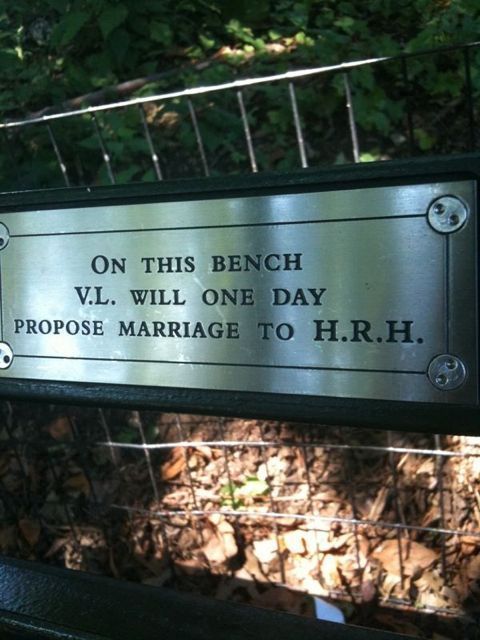 ON THIS BENCH
V.L. WILL ONE DAY
PROPOSE MARRIAGE TO H.R.H.